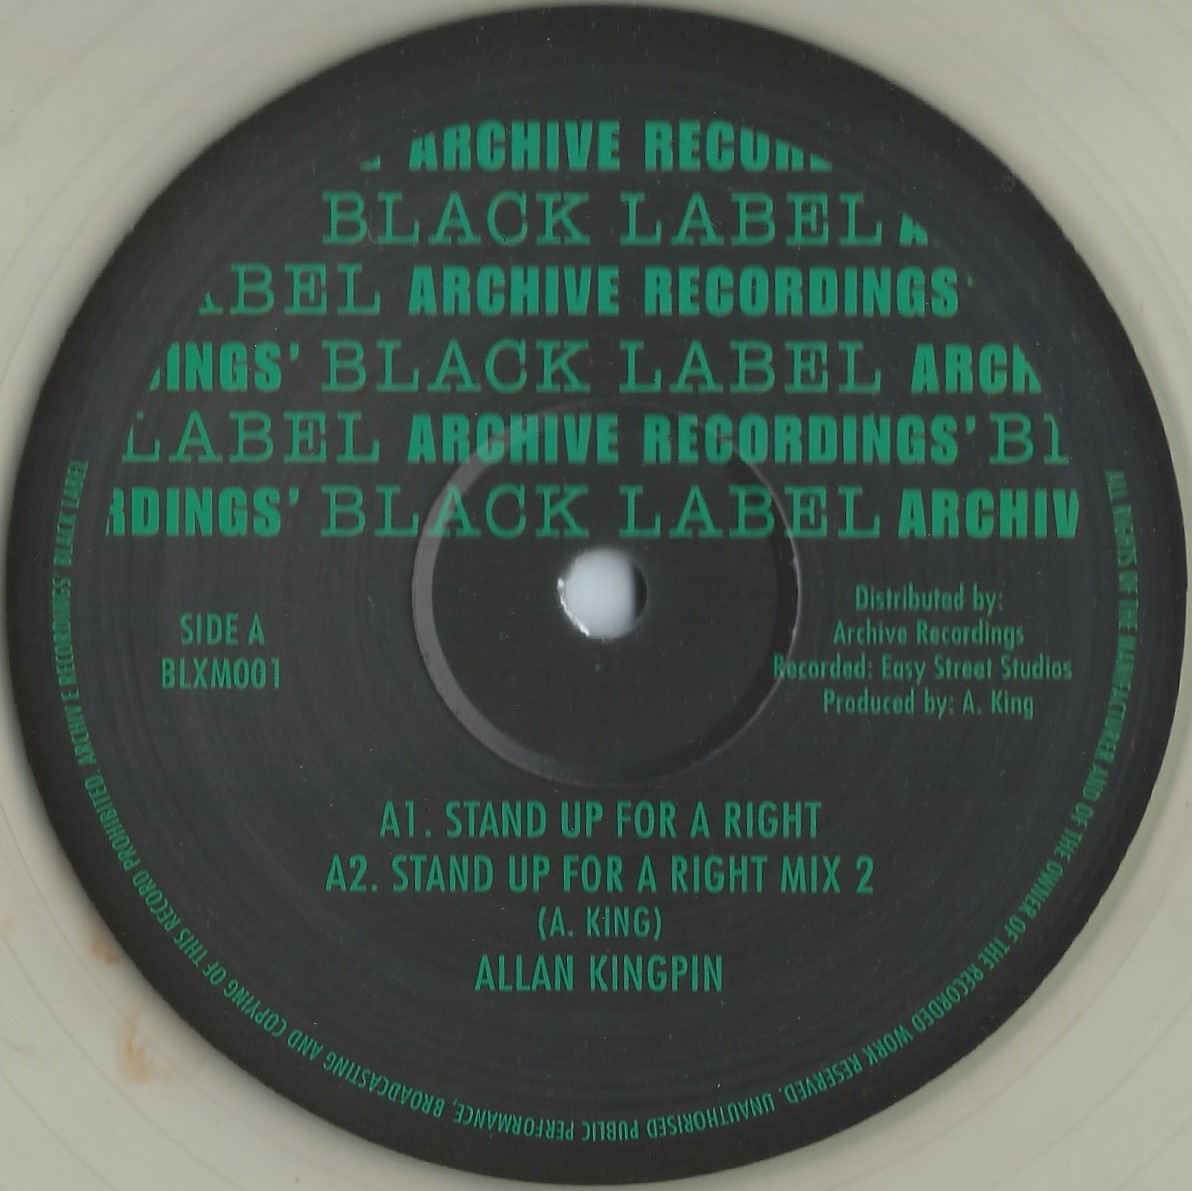 ARCHIVE RECOR
BLACK LABEL A
ABEL ARCHIVE RECORDINGS'
DINGS' BLACK LABEL ARCH
LABEL ARCHIVE RECORDINGS' Bl
RDINGS' BLACK LABEL ARCHIV
SIDE A
BLXM001
Distributed by:
Archive Recordings
Recorded: Easy Street Studios
Produced by: A. King
A1. STAND UP FOR A RIGHT
A2. STAND UP FOR A RIGHT MIX 2
(A. KING)
ALLAN KINGPIN
ALL RIGHTS OF THE MANUFACTURER AND OF THE OWNER OF THE RECORDED WORK RESERVED. UNAUTHORISED PUBLIC PERFORMANCE, BROADCASTING AND COPYING OF THIS RECORD PROHIBITED. ARCHIV E RECORDINGS' BLACK LABEL